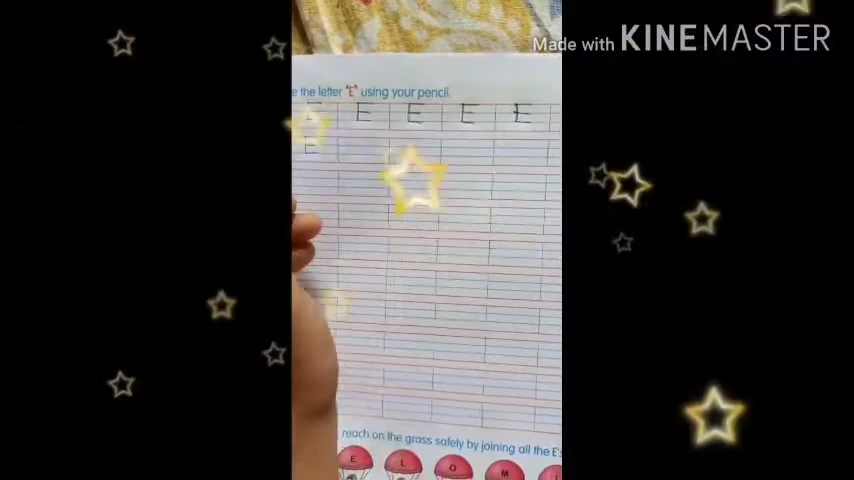 Made with KINEMASTER
e the letter "E" using your pencil.
E E E E E
E
reach on the grass safely by joining all the E's
E L O M